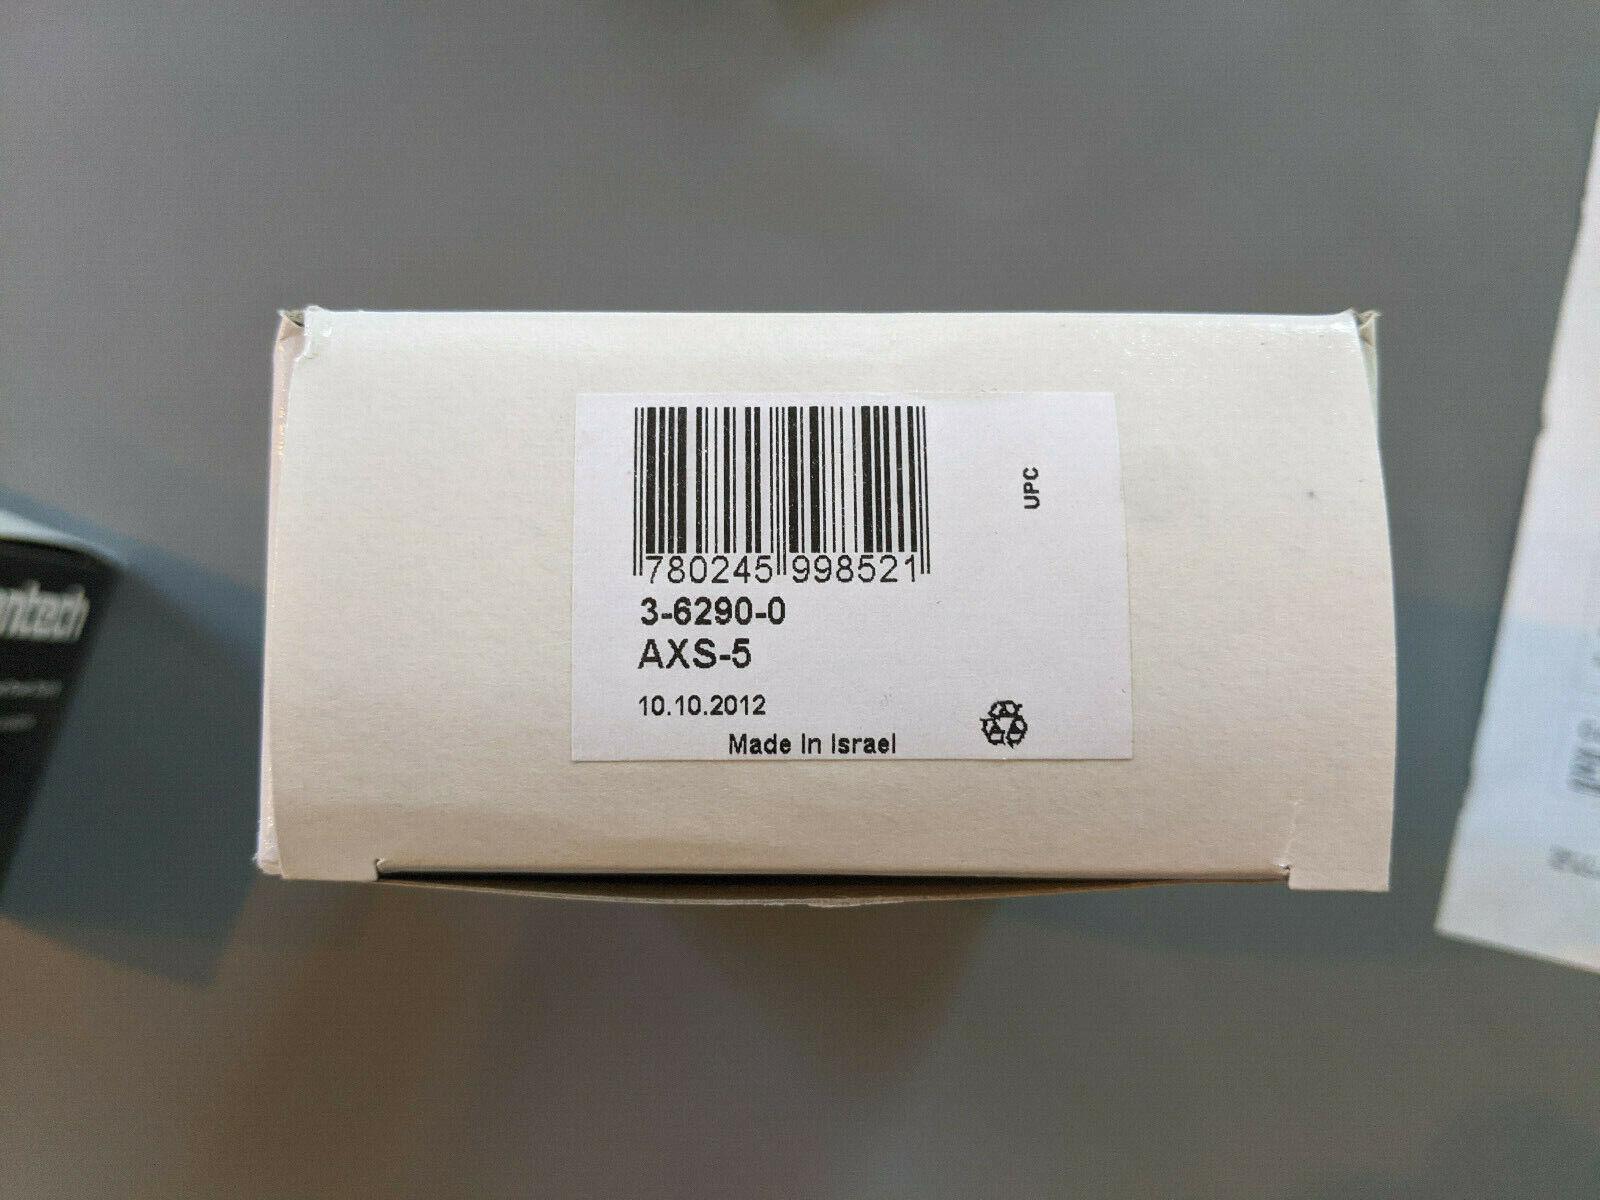 UPC
780245 998521
3-6290-0
AXS-5
10.10.2012
Made In Israel